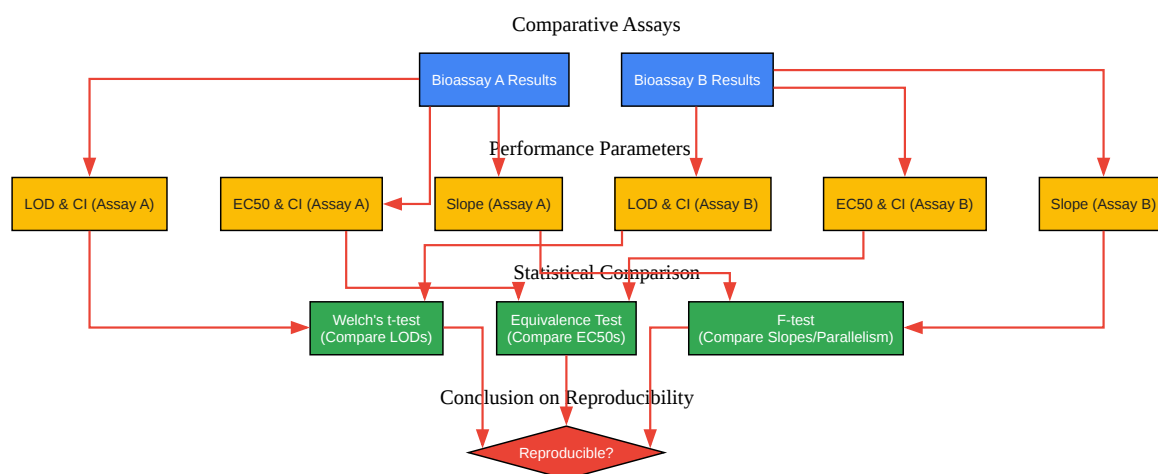 Comparative Assays
Bioassay A Results
Bioassay B Results
Performance Parameters
LOD & CI (Assay A)
EC50 & CI (Assay A)
Slope (Assay A)
LOD & CI (Assay B)
EC50 & CI (Assay B)
Slope (Assay B)
Statistical Comparison
Welch's t-test
(Compare LODs)
Equivalence Test
(Compare EC50s)
F-test
(Compare Slopes/Parallelism)
Conclusion on Reproducibility
Reproducible?